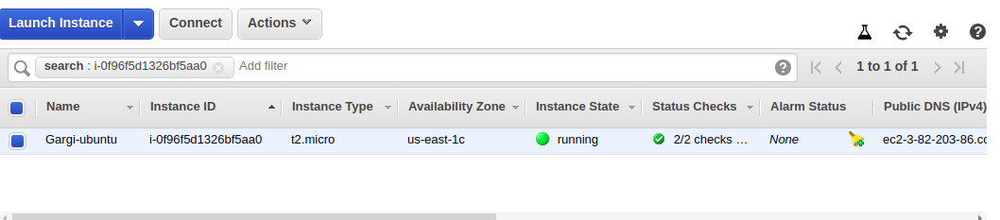 Launch Instance Connect Actions
search : i-0f96f5d1326bf5aa0 Add filter 1 to 1 of 1
Name Instance ID Instance Type Availability Zone Instance State Status Checks Alarm Status Public DNS (IPv4)
Gargi-ubuntu i-0f96f5d1326bf5aa0 t2.micro us-east-1c running 2/2 checks ... None ec2-3-82-203-86.co